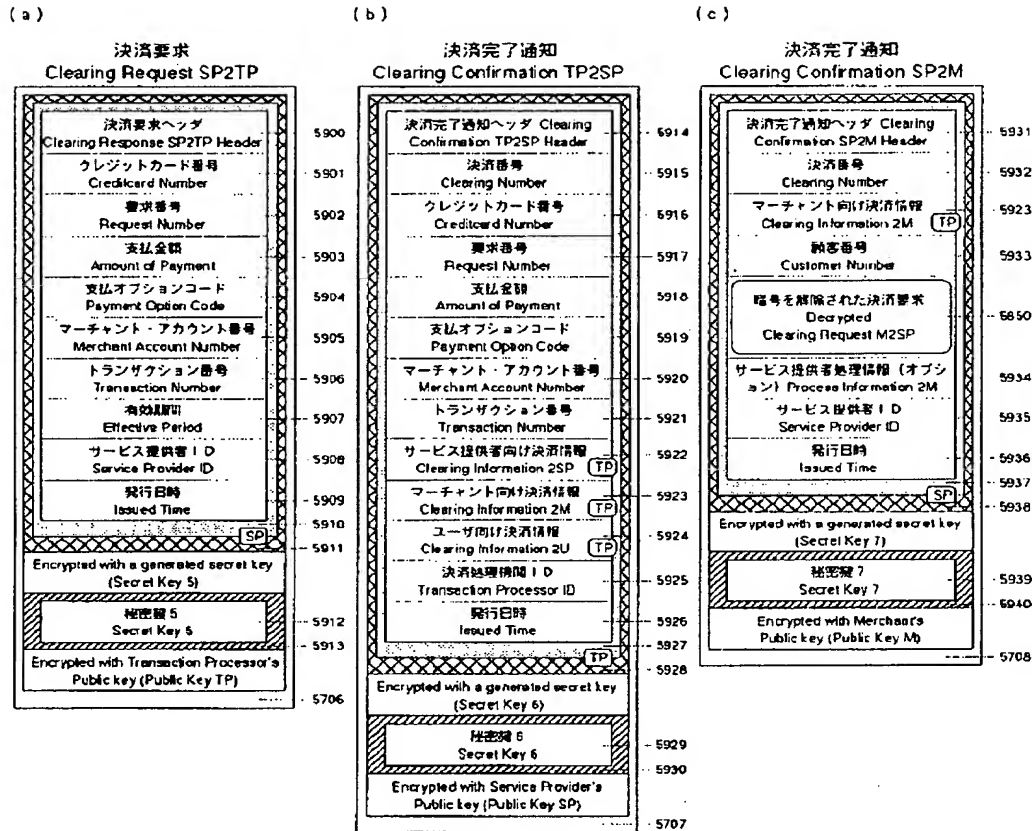 (a)
決済要求
Clearing Request SP2TP
決済要求ヘッダ
Clearing Response SP2TP Header
クレジットカード番号
Creditcard Number
要求番号
Request Number
支払金額
Amount of Payment
支払オプションコード
Payment Option Code
マーチャント・アカウント番号
Merchant Account Number
トランザクション番号
Transaction Number
有効期間
Effective Period
サービス提供者ID
Service Provider ID
発行日時
Issued Time
SP
Encrypted with a generated secret key
(Secret Key 5)
秘密鍵5
Secret Key 5
Encrypted with Transaction Processor's
Public key (Public Key TP)
5900
5901
5902
5903
5904
5905
5906
5907
5908
5909
5910
5911
5912
5913
5706
(b)
決済完了通知
Clearing Confirmation TP2SP
決済完了通知ヘッダ Clearing
Confirmation TP2SP Header
決済番号
Clearing Number
クレジットカード番号
Creditcard Number
要求番号
Request Number
支払金額
Amount of Payment
支払オプションコード
Payment Option Code
マーチャント・アカウント番号
Merchant Account Number
トランザクション番号
Transaction Number
サービス提供者向け決済情報
Clearing Information 2SP TP
マーチャント向け決済情報
Clearing Information 2M TP
ユーザ向け決済情報
Clearing Information 2U TP
決済処理機関ID
Transaction Processor ID
発行日時
Issued Time
TP
Encrypted with a generated secret key
(Secret Key 6)
秘密鍵6
Secret Key 6
Encrypted with Service Provider's
Public key (Public Key SP)
5914
5915
5916
5917
5918
5919
5920
5921
5922
5923
5924
5925
5926
5927
5928
5929
5930
5707
(c)
決済完了通知
Clearing Confirmation SP2M
決済完了通知ヘッダ Clearing
Confirmation SP2M Header
決済番号
Clearing Number
マーチャント向け決済情報
Clearing Information 2M TP
顧客番号
Customer Number
暗号を解除された決済要求
Decrypted
Clearing Request M2SP
サービス提供者処理情報(オプシ
ョン) Process Information 2M
サービス提供者ID
Service Provider ID
発行日時
Issued Time
SP
Encrypted with a generated secret key
(Secret Key 7)
秘密鍵7
Secret Key 7
Encrypted with Merchant's
Public key (Public Key M)
5931
5932
5923
5933
5934
5935
5936
5937
5938
5939
5940
5708